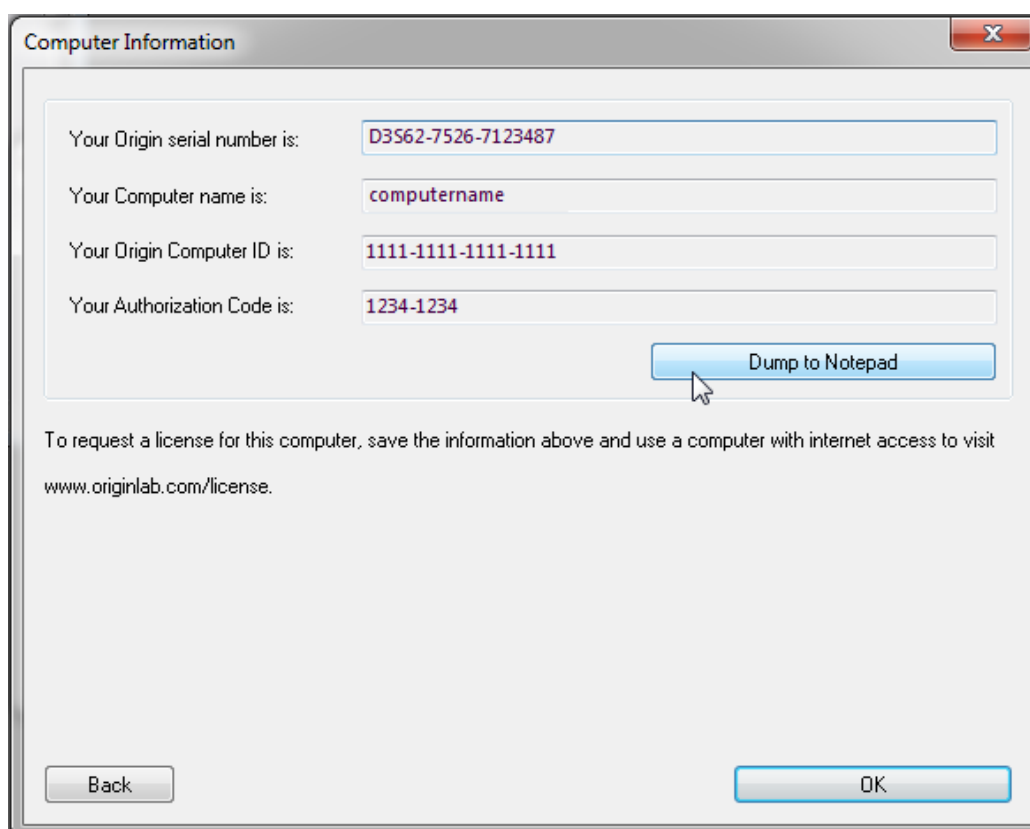 Computer Information
Your Origin serial number is: D3S62-7526-7123487
Your Computer name is: computername
Your Origin Computer ID is: 1111-1111-1111-1111
Your Authorization Code is: 1234-1234
Dump to Notepad
To request a license for this computer, save the information above and use a computer with internet access to visit
www.originlab.com/license.
Back OK